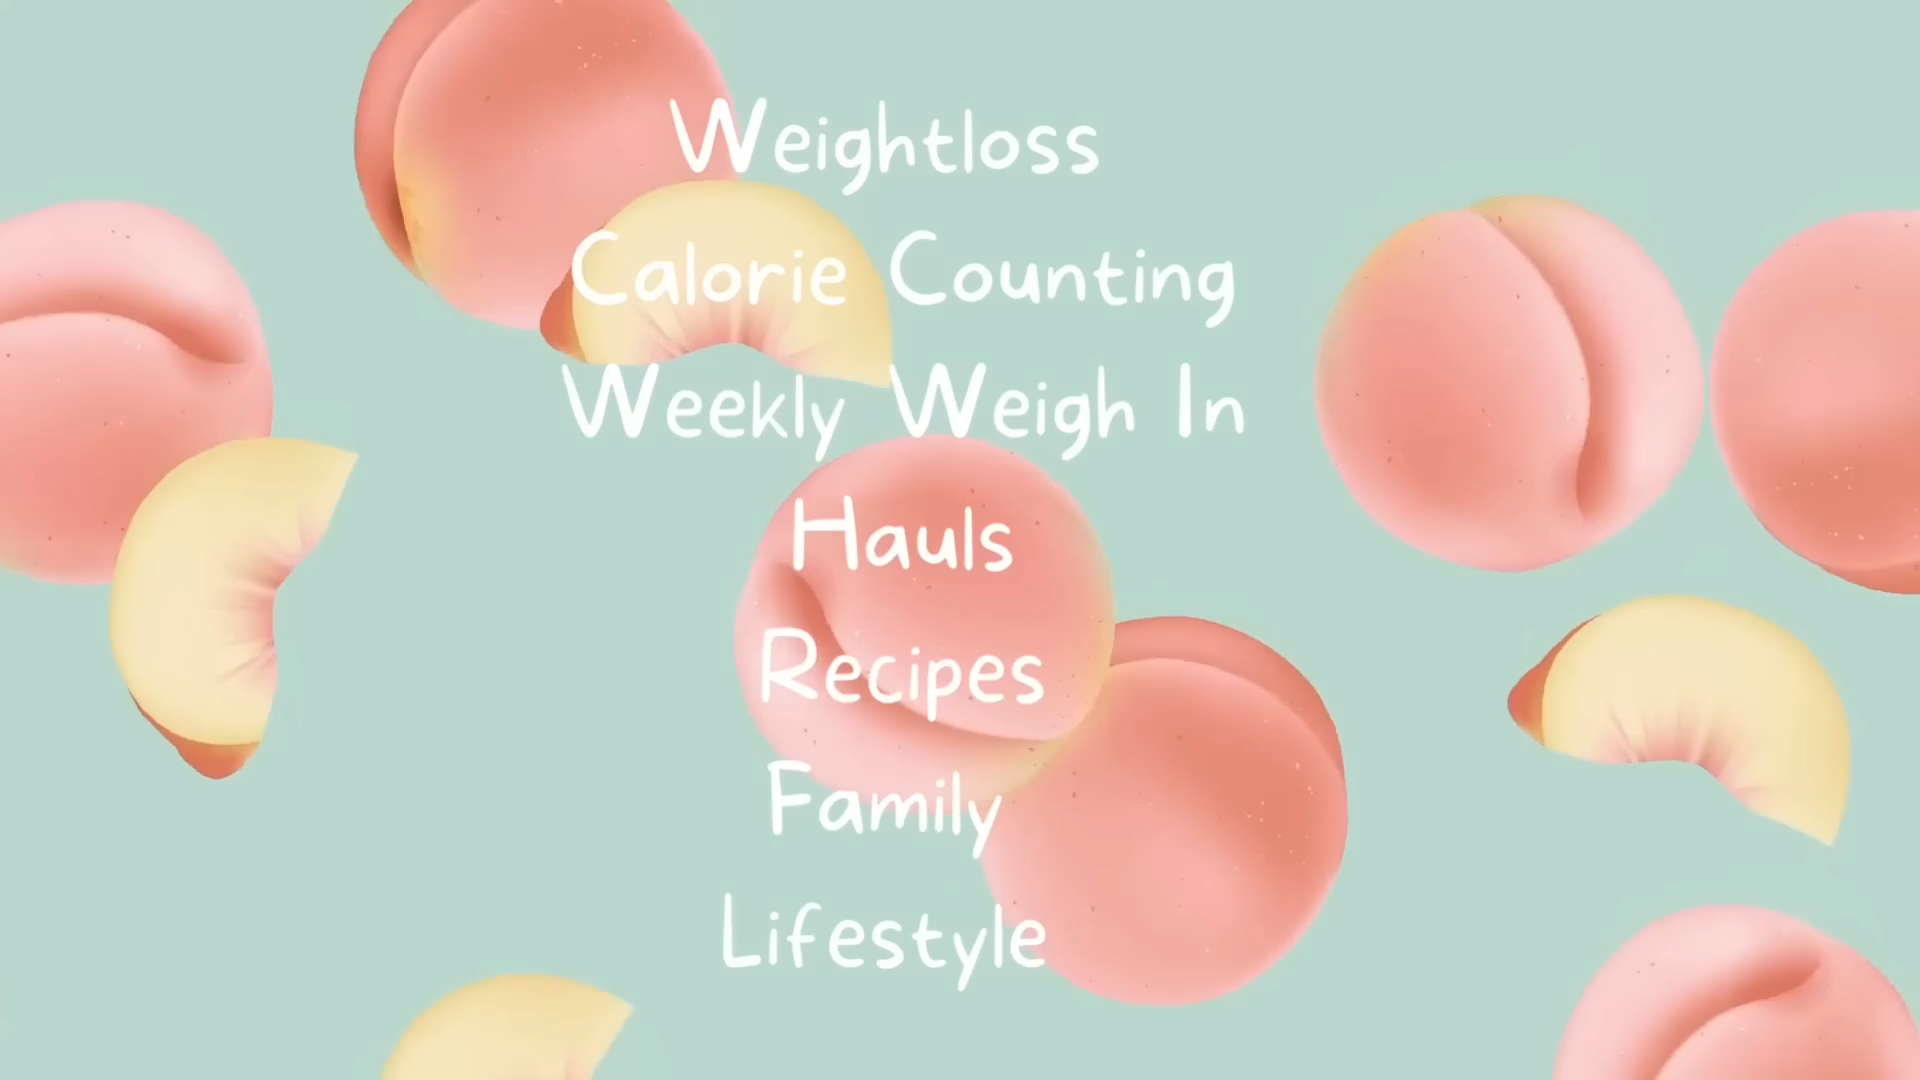 Weightloss
Calorie Counting
Weekly Weigh In
Hauls
Recipes
Family
Lifestyle